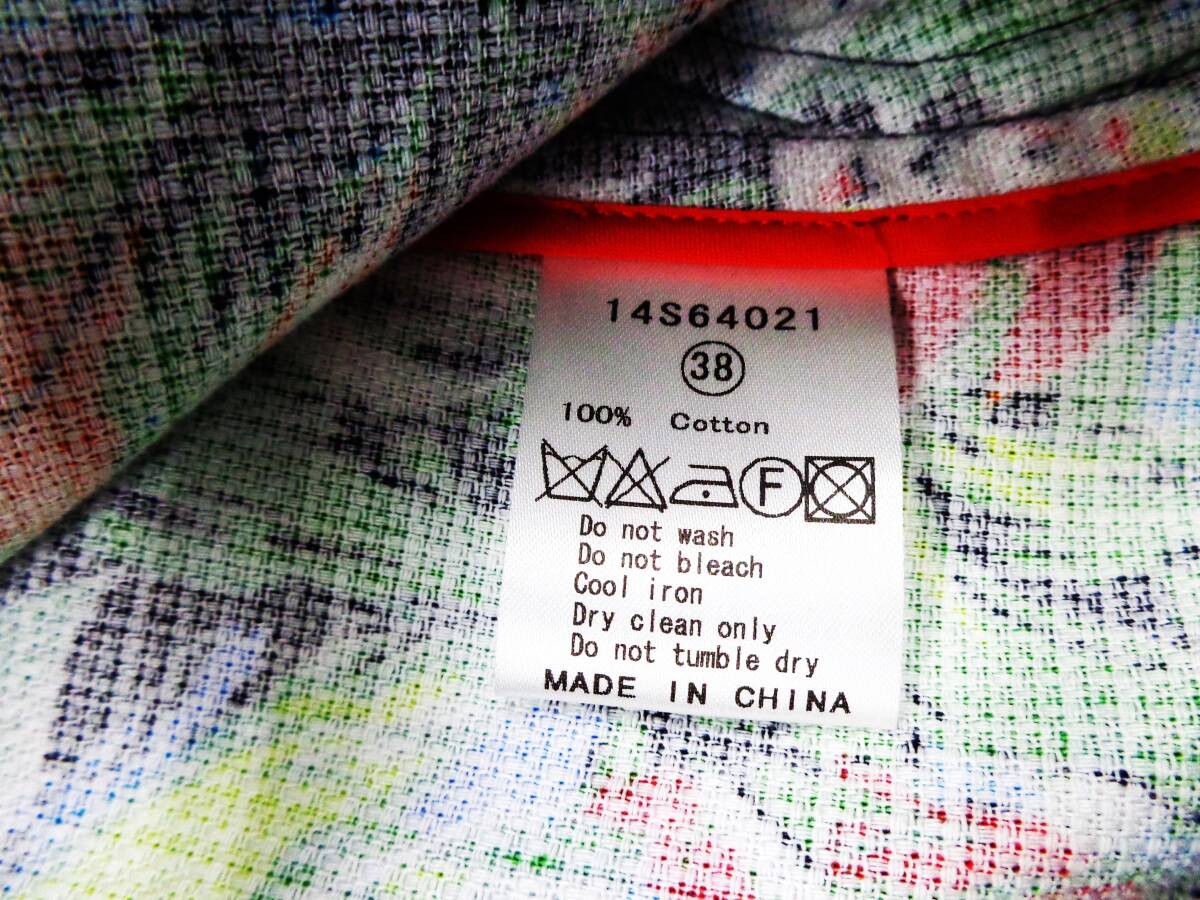 14S64021
38
100% Cotton
F
Do not wash
Do not bleach
Cool iron
Dry clean only
Do not tumble dry
MADE IN CHINA